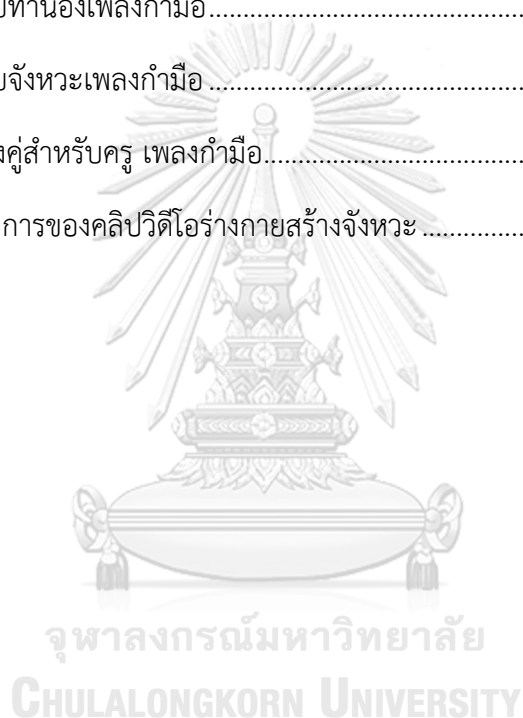 ทำนองเพลงกำมือ........................................................
จังหวะเพลงกำมือ........................................................
คู่สำหรับครู เพลงกำมือ..............................................
การของคลิปวิดีโอร่างกายสร้างจังหวะ................
จุฬาลงกรณ์มหาวิทยาลัย
CHULALONGKORN UNIVERSITY